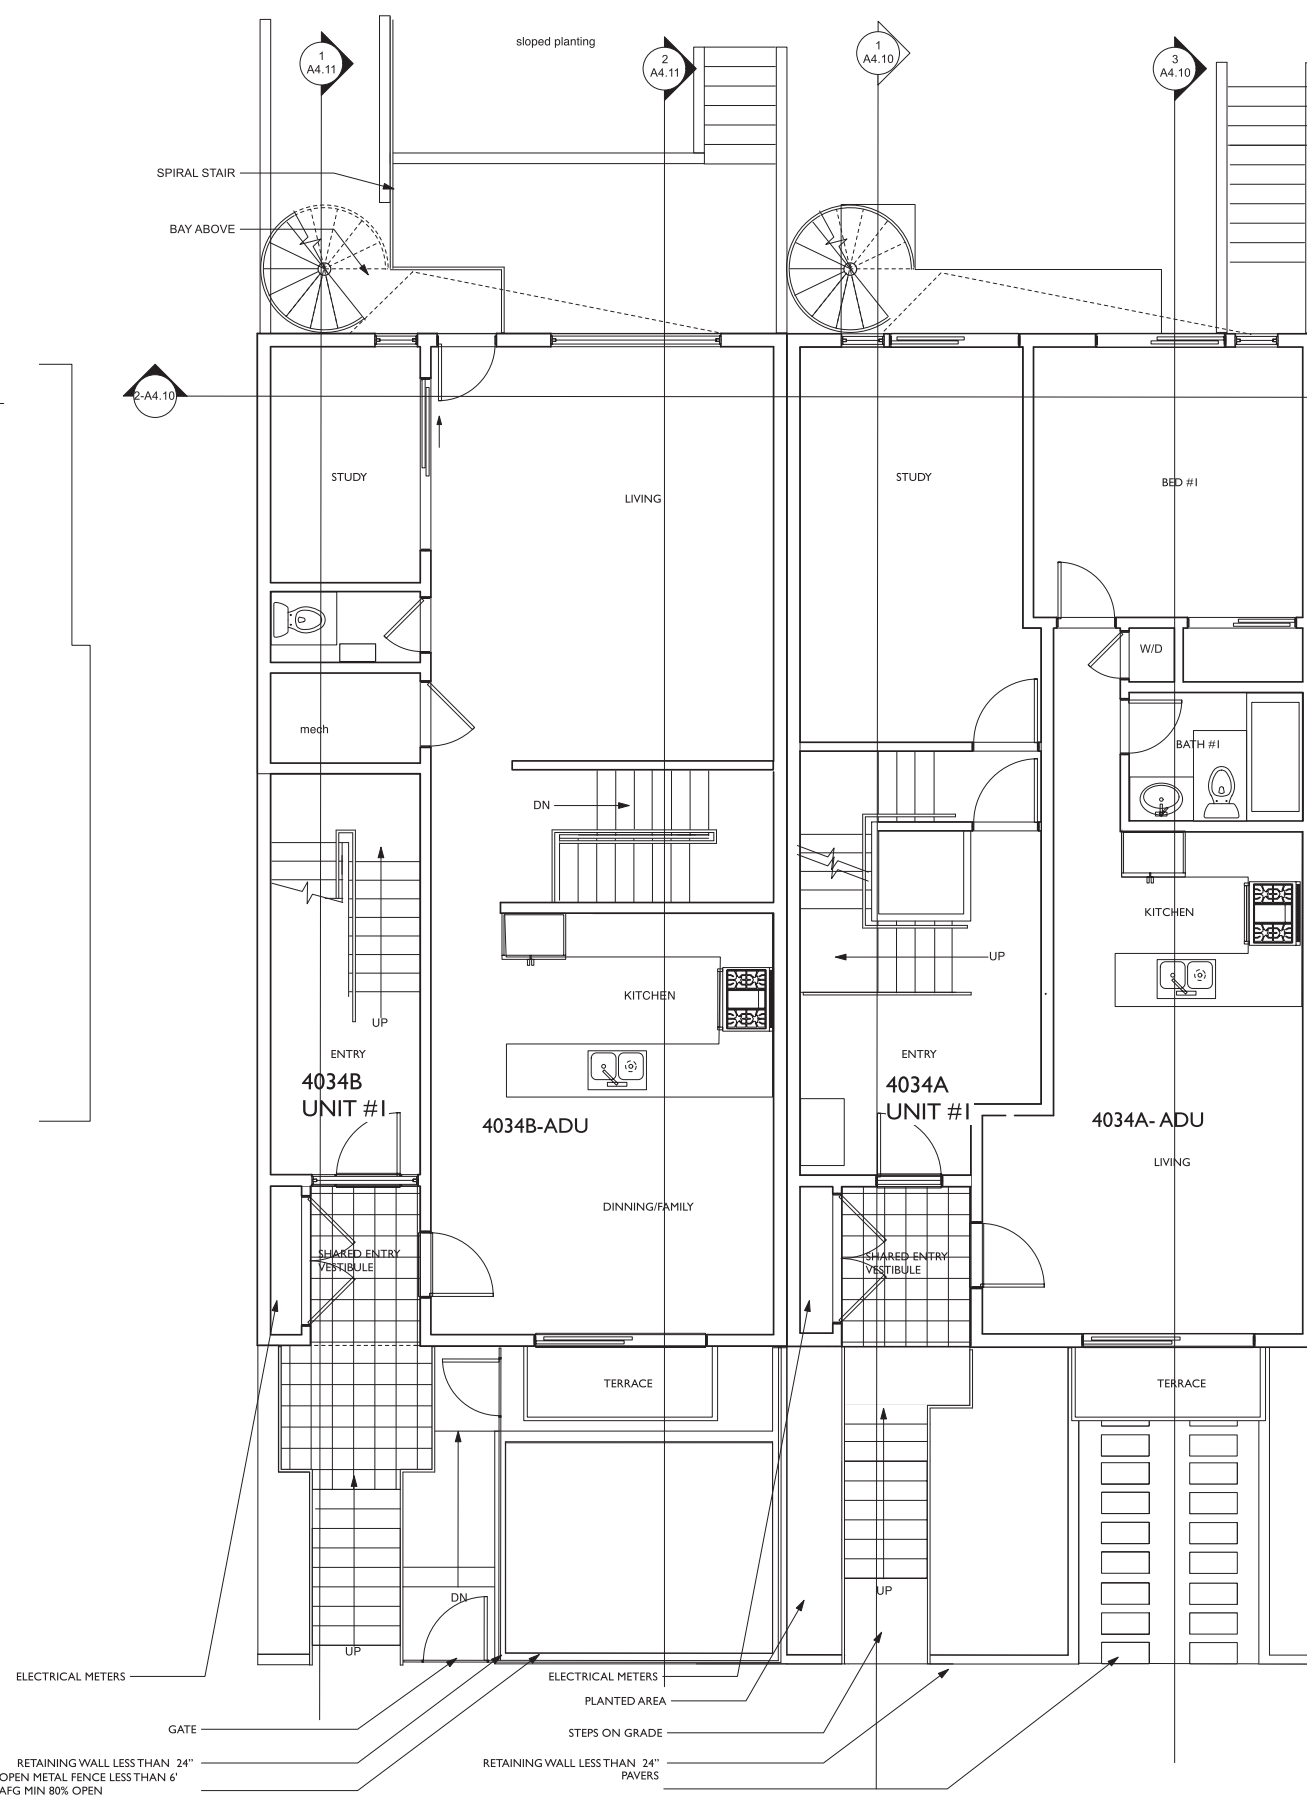 sloped planting
1
A4.11
2
A4.11
1
A4.10
3
A4.10
SPIRAL STAIR
BAY ABOVE
2-A4.10
STUDY
LIVING
STUDY
BED #1
W/D
mech
BATH #1
DN
KITCHEN
UP
KITCHEN
UP
ENTRY
4034B
UNIT #1
ENTRY
4034A
UNIT #1
4034B-ADU
4034A- ADU
LIVING
DINNING/FAMILY
SHARED ENTRY
VESTIBULE
SHARED ENTRY
VESTIBULE
TERRACE
TERRACE
DN
UP
UP
ELECTRICAL METERS
ELECTRICAL METERS
PLANTED AREA
GATE
STEPS ON GRADE
RETAINING WALL LESS THAN 24"
OPEN METAL FENCE LESS THAN 6'
AFG MIN 80% OPEN
RETAINING WALL LESS THAN 24"
PAVERS